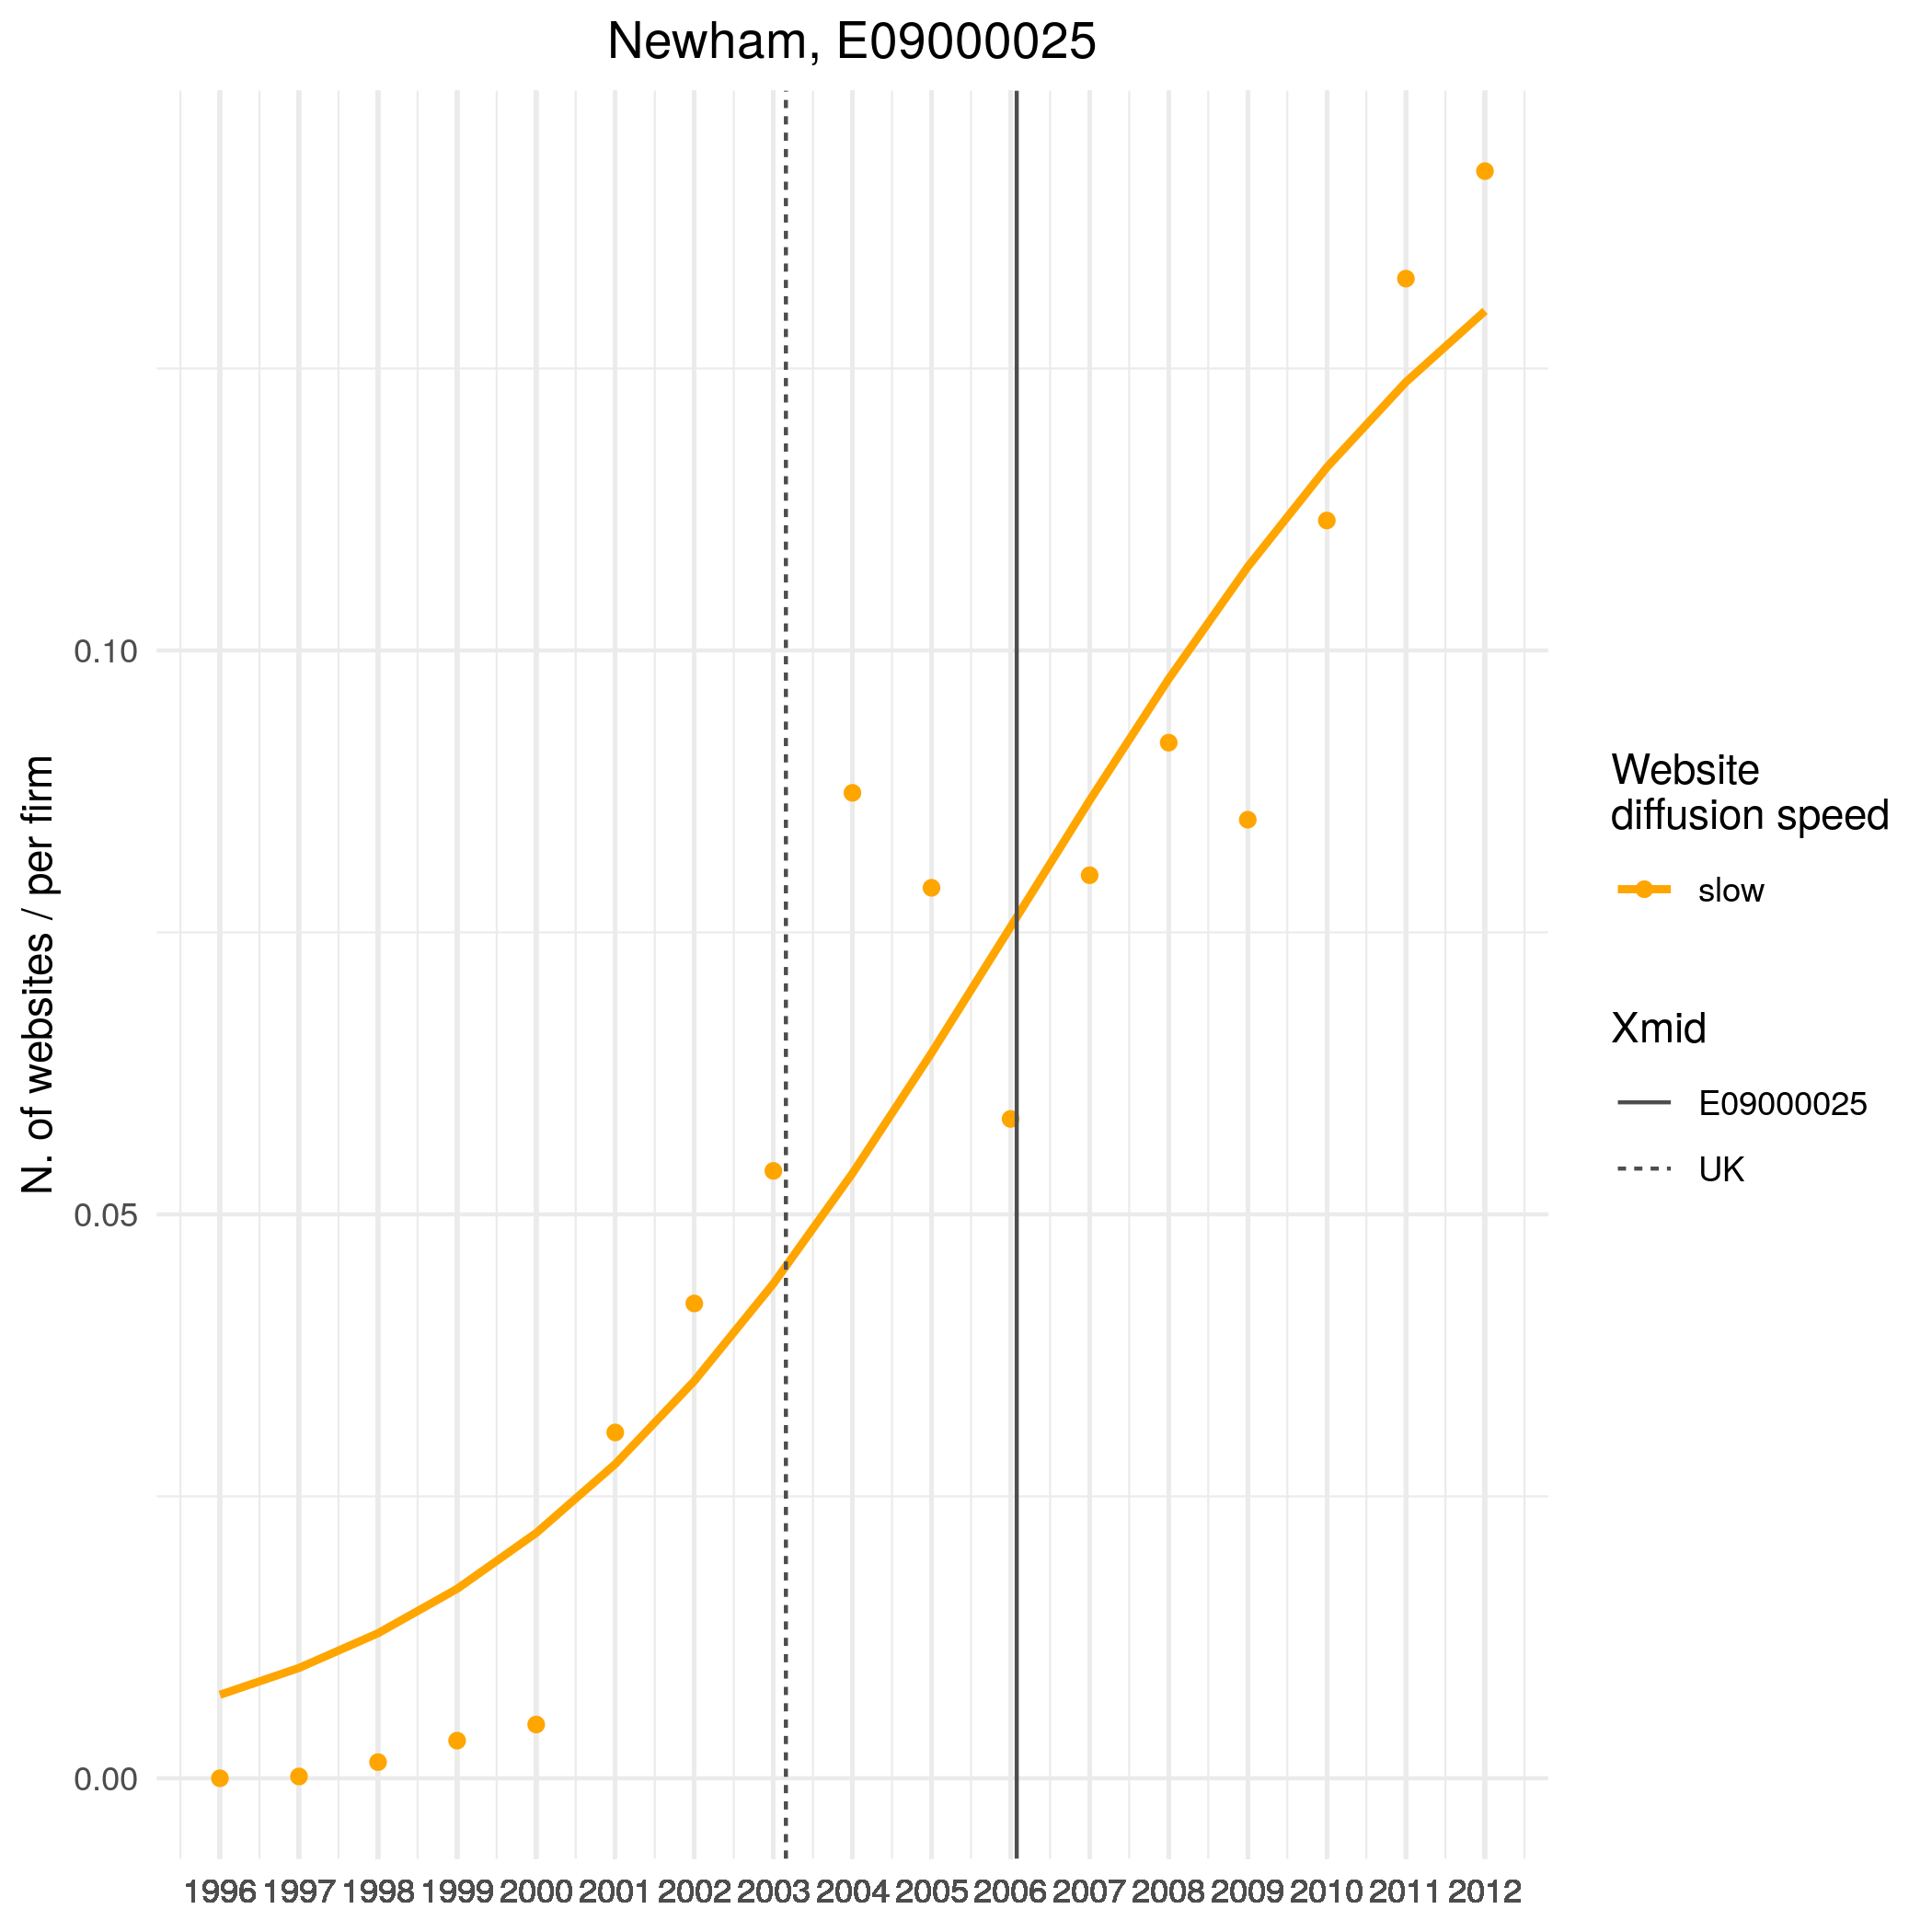 Newham, E09000025
N. of websites / per firm
0.10
0.05
0.00
1996 1997 1998 1999 2000 2001 2002 2003 2004 2005 2006 2007 2008 2009 2010 2011 2012
Website
diffusion speed
slow
Xmid
E09000025
UK